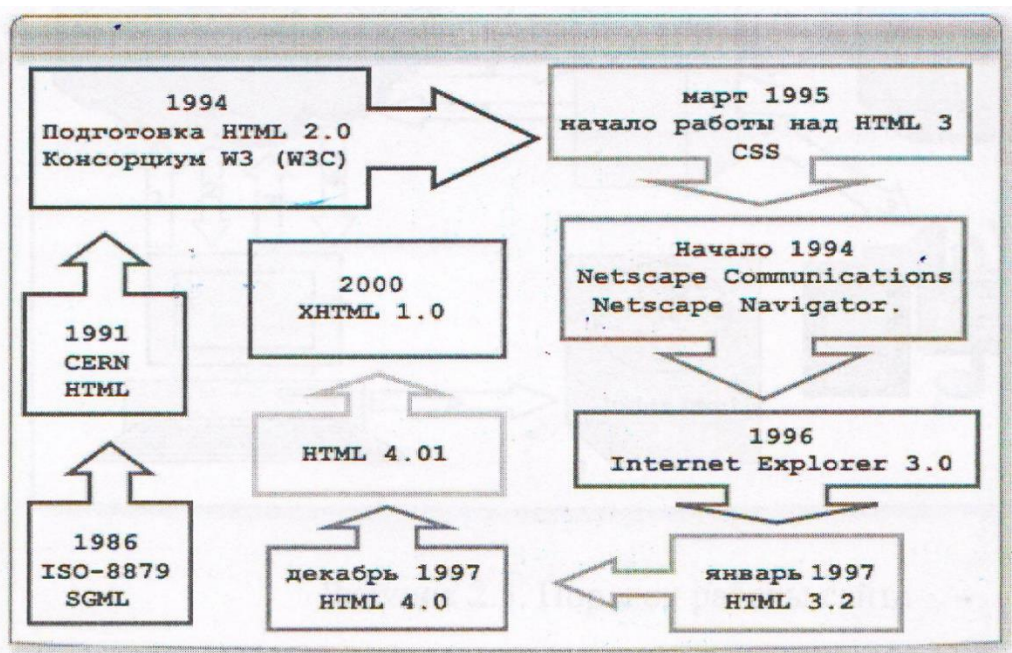 1994
Подготовка HTML 2.0
Консорциум W3 (W3C)
март 1995
начало работы над HTML 3
CSS
Начало 1994
Netscape Communications
Netscape Navigator.
2000
XHTML 1.0
1991
CERN
HTML
HTML 4.01
1996
Internet Explorer 3.0
1986
ISO-8879
SGML
декабрь 1997
HTML 4.0
январь 1997
HTML 3.2